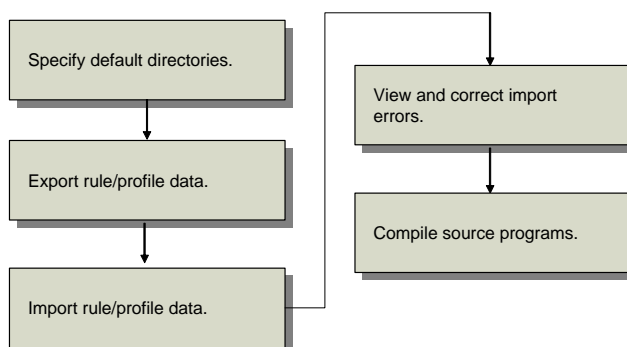 Specify default directories.
Export rule/profile data.
Import rule/profile data.
View and correct import
errors.
Compile source programs.